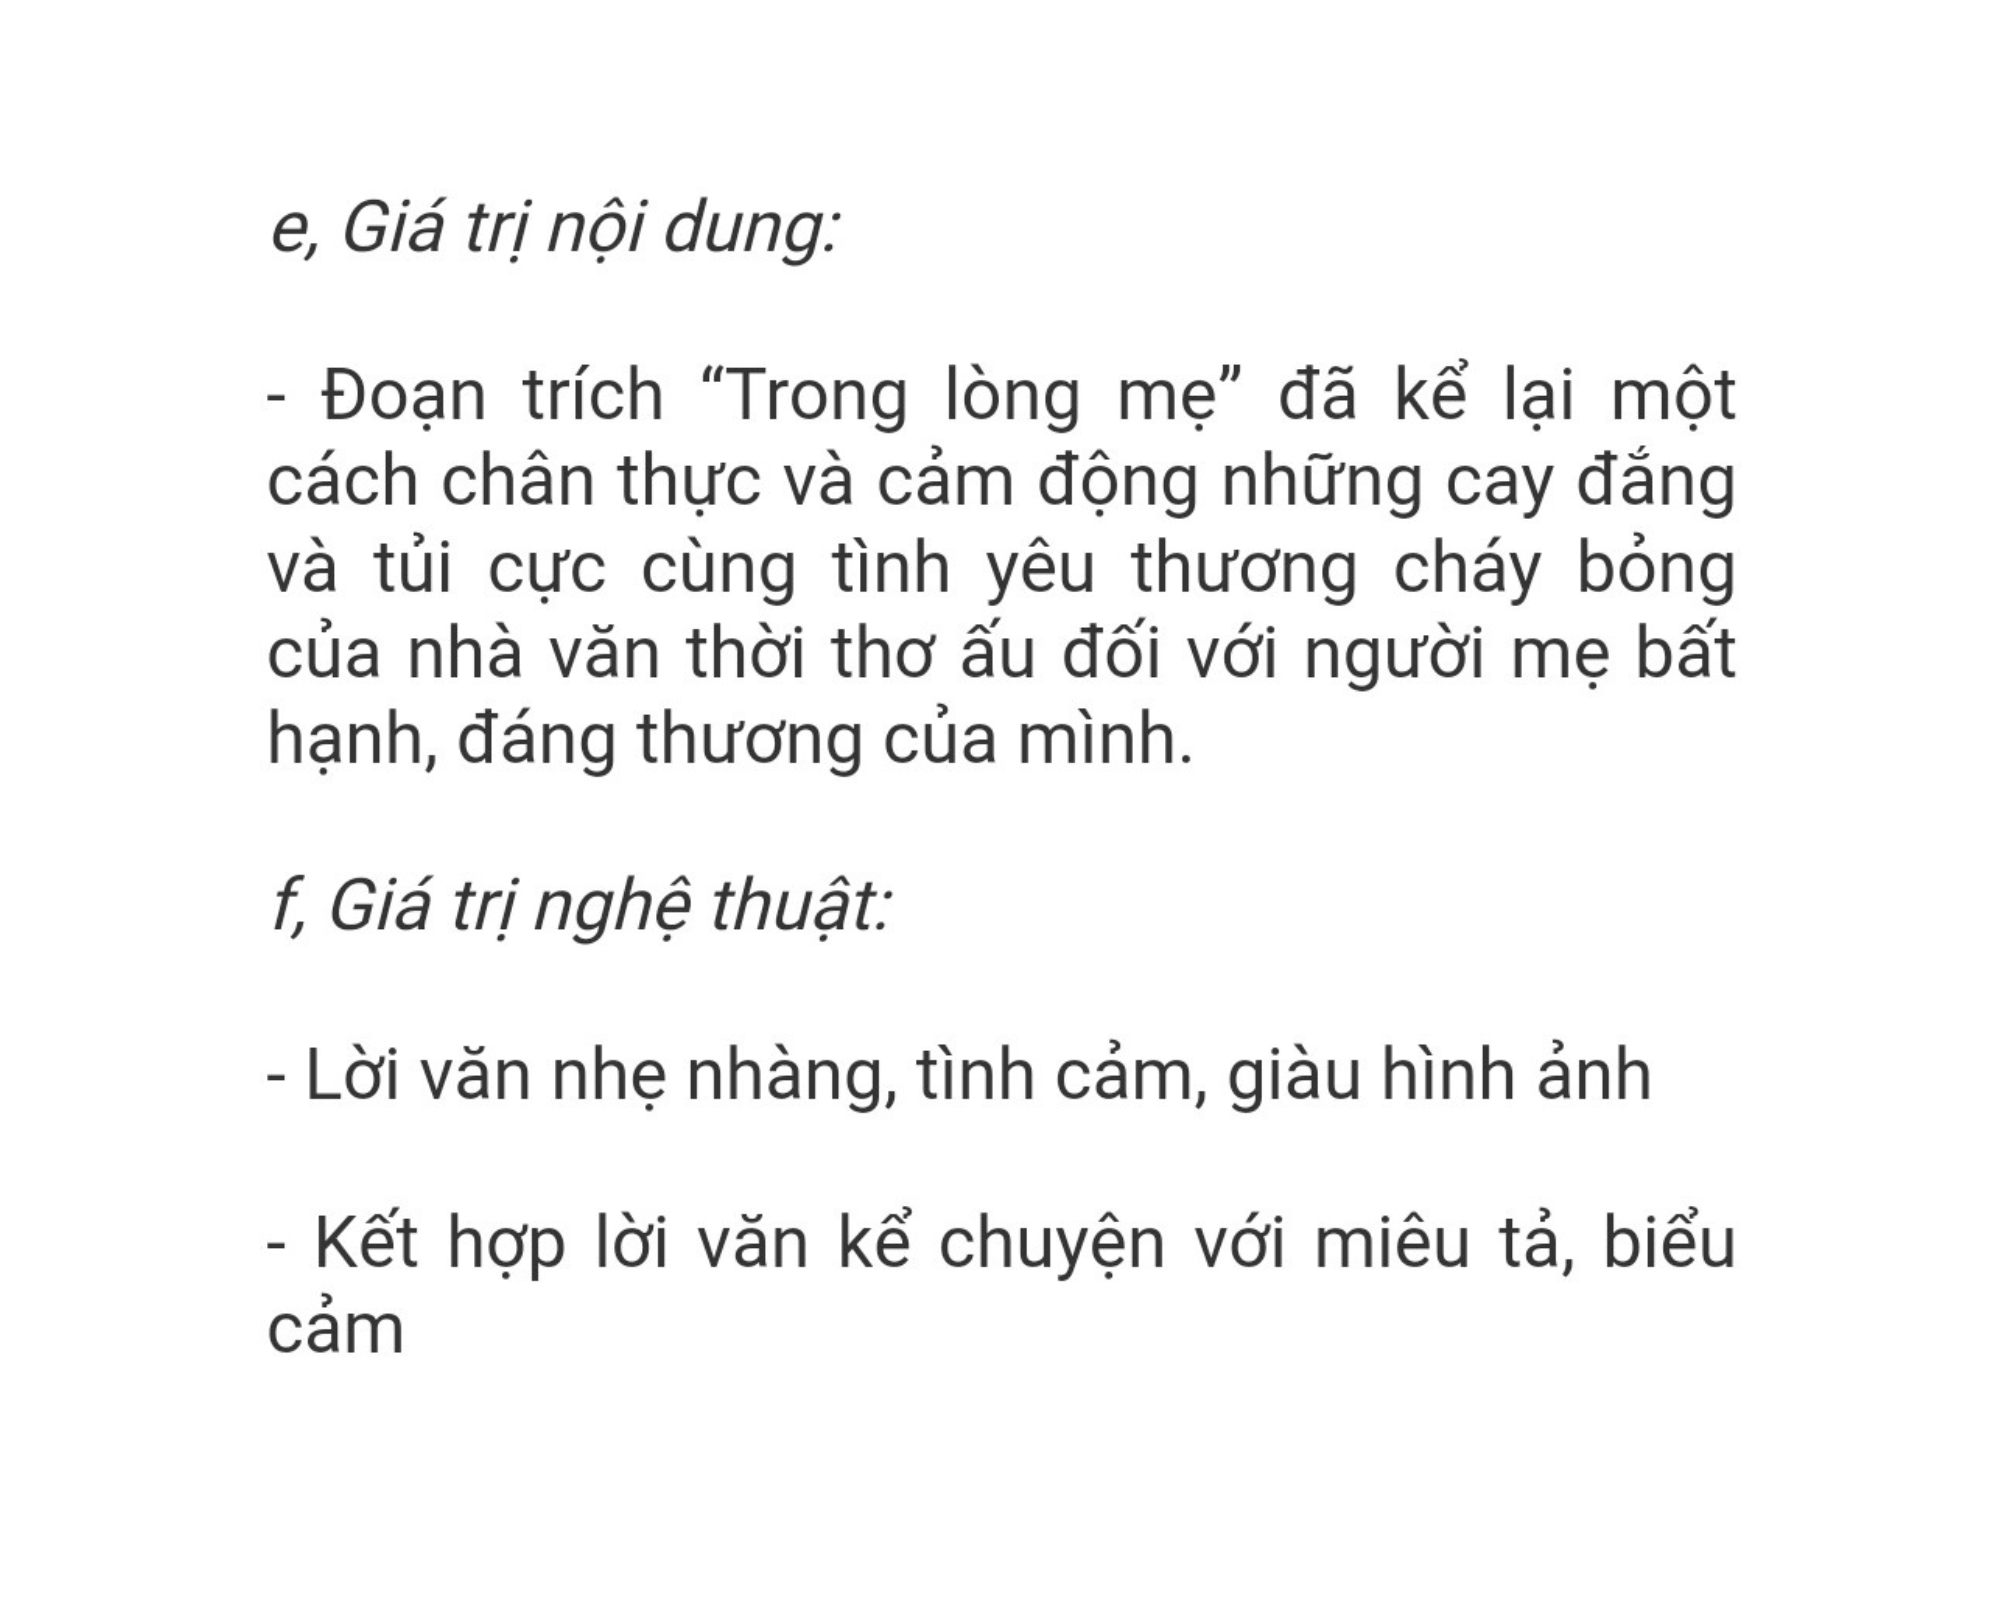 e, Giá trị nội dung:
- Đoạn trích “Trong lòng mẹ” đã kể lại một
cách chân thực và cảm động những cay đắng
và tủi cực cùng tình yêu thương cháy bỏng
của nhà văn thời thơ ấu đối với người mẹ bất
hạnh, đáng thương của mình.
f, Giá trị nghệ thuật:
- Lời văn nhẹ nhàng, tình cảm, giàu hình ảnh
- Kết hợp lời văn kể chuyện với miêu tả, biểu
cảm